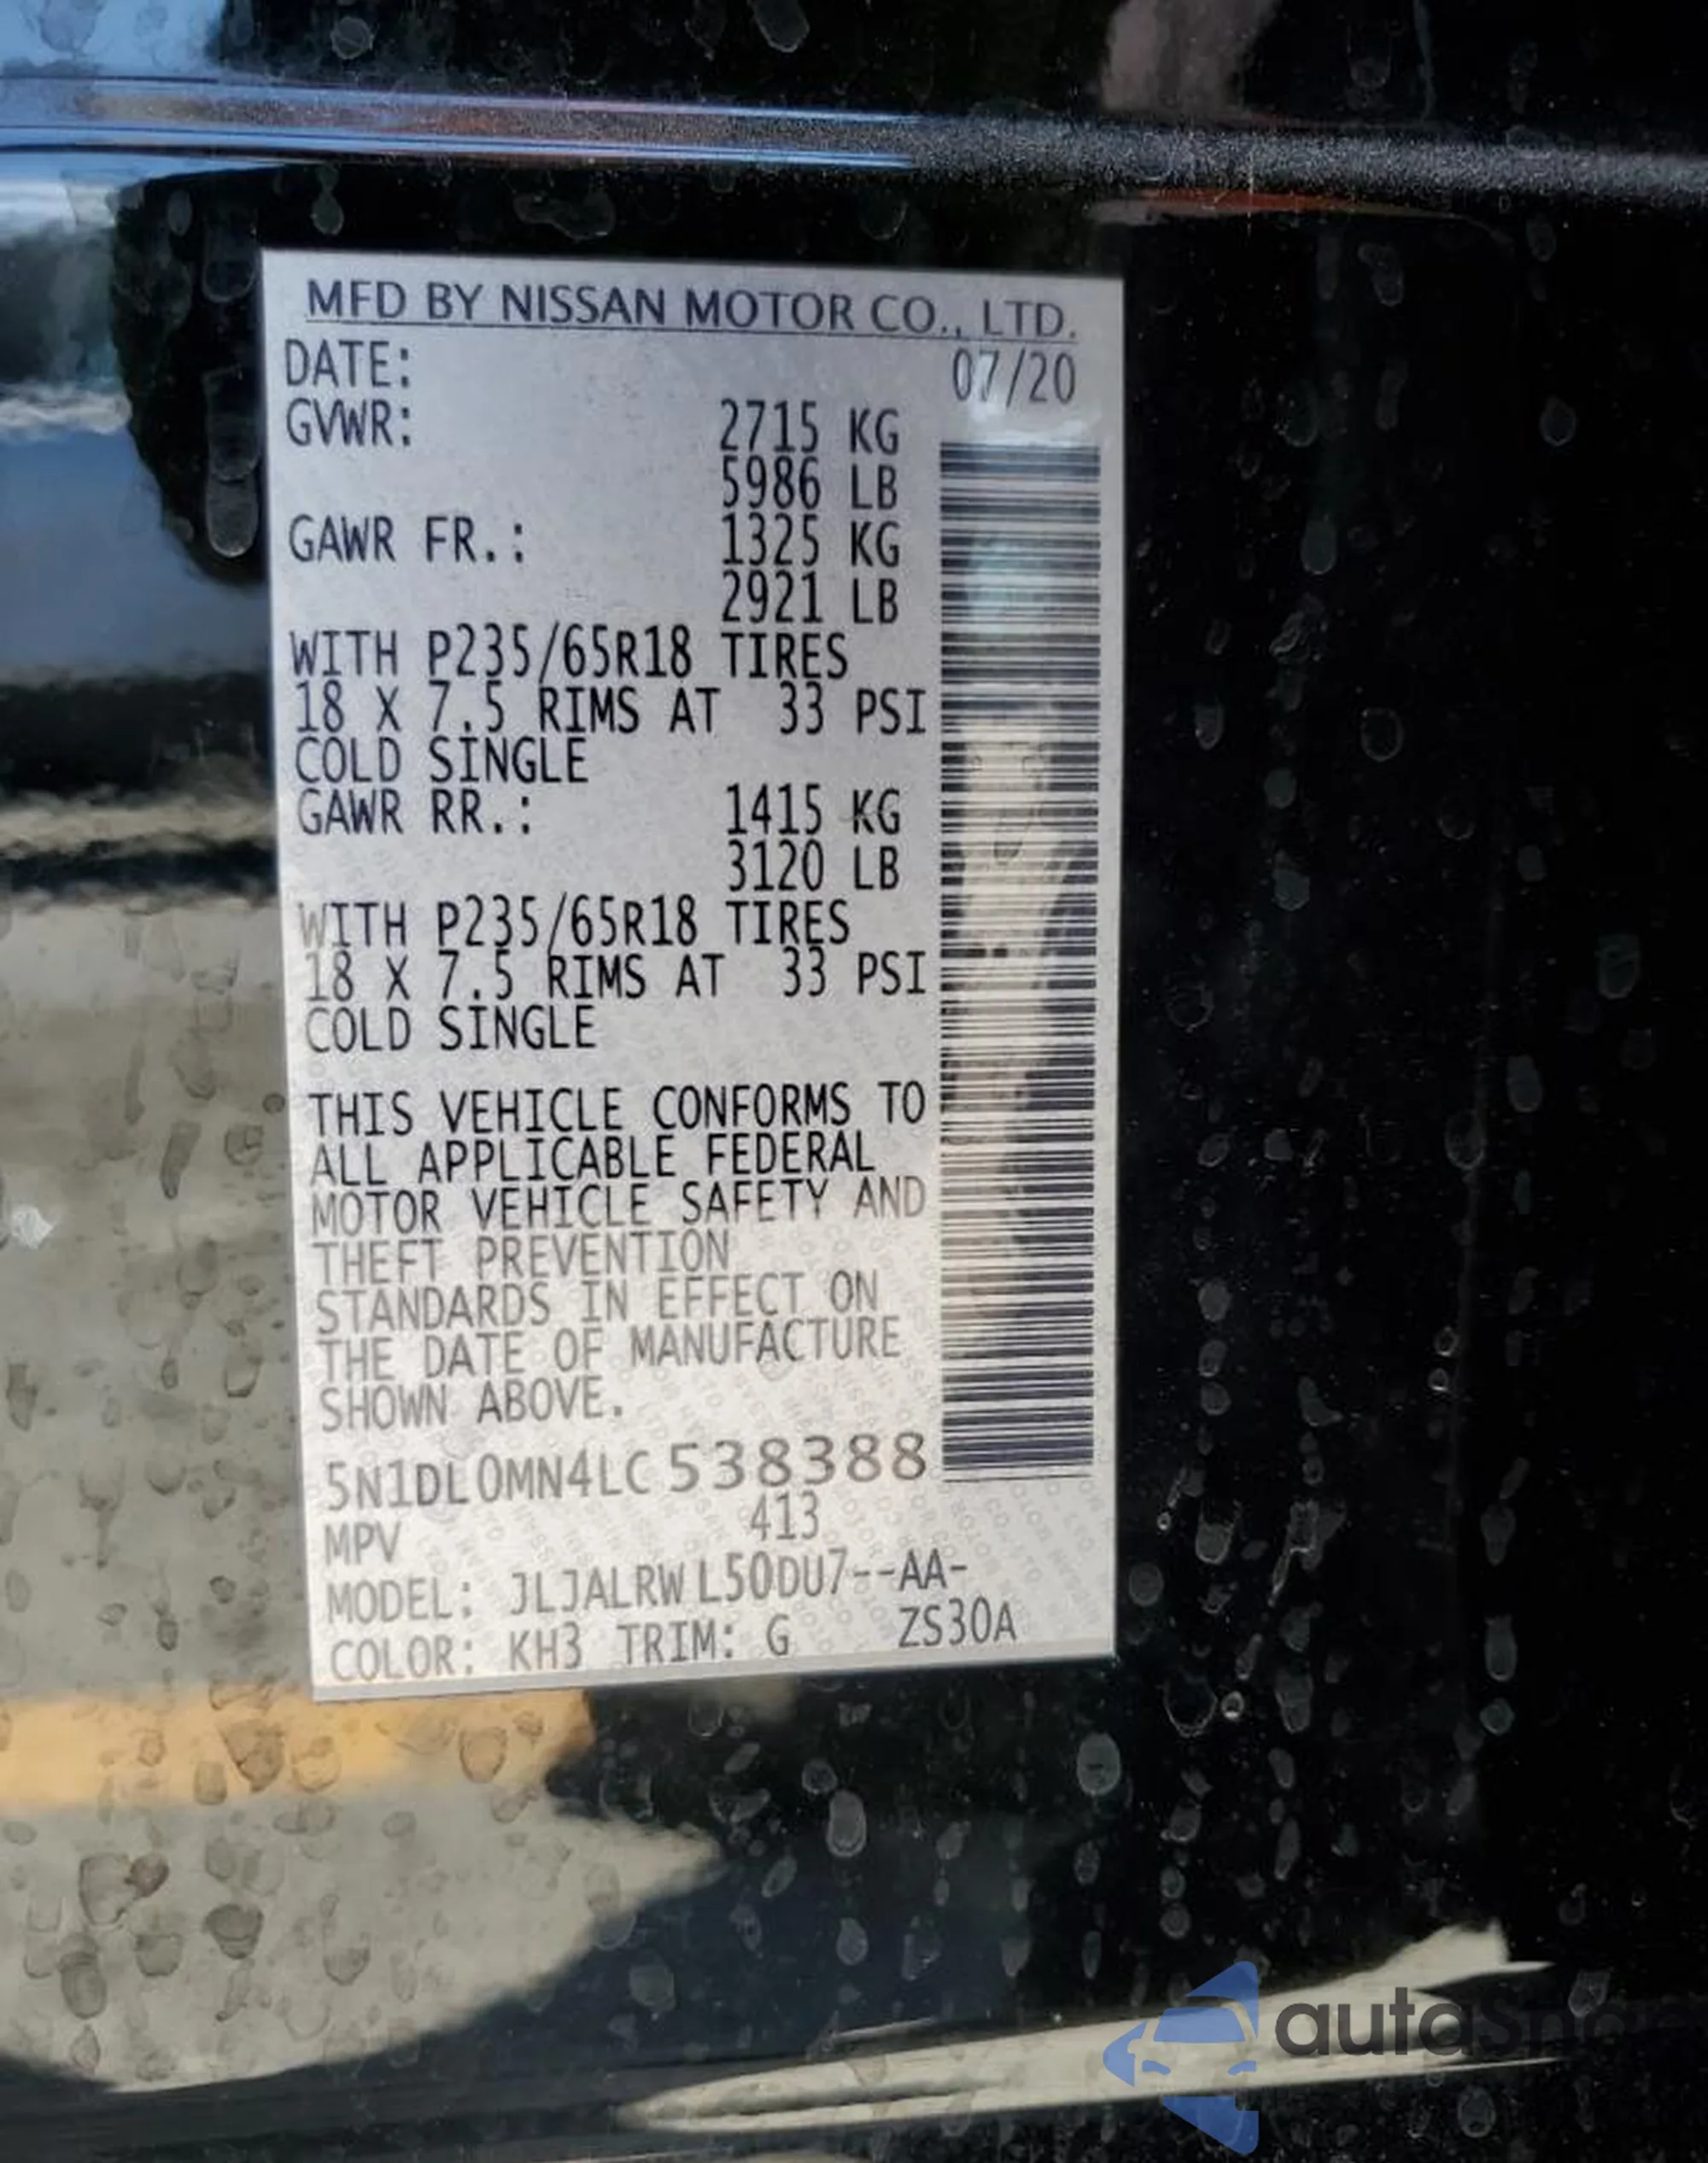 MFD BY NISSAN MOTOR CO., LTD.
DATE: 07/20
GVWR: 2715 KG
5986 LB
GAWR FR.: 1325 KG
2921 LB
WITH P235/65R18 TIRES
18 X 7.5 RIMS AT 33 PSI
COLD SINGLE
GAWR RR.: 1415 KG
3120 LB
WITH P235/65R18 TIRES
18 X 7.5 RIMS AT 33 PSI
COLD SINGLE
THIS VEHICLE CONFORMS TO
ALL APPLICABLE FEDERAL
MOTOR VEHICLE SAFETY AND
THEFT PREVENTION
STANDARDS IN EFFECT ON
THE DATE OF MANUFACTURE
SHOWN ABOVE.
5N1DL0MN4LC538388
MPV 413
MODEL: JLJALRWL50DU7--AA-
COLOR: KH3 TRIM: G ZS30A